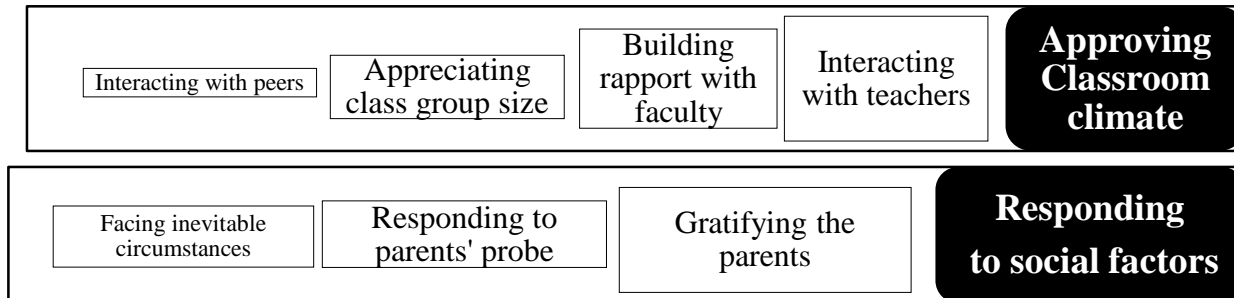 Interacting with peers
Appreciating
class group size
Building
rapport with
faculty
Interacting
with teachers
Approving
Classroom
climate
Facing inevitable
circumstances
Responding to
parents' probe
Gratifying the
parents
Responding
to social factors